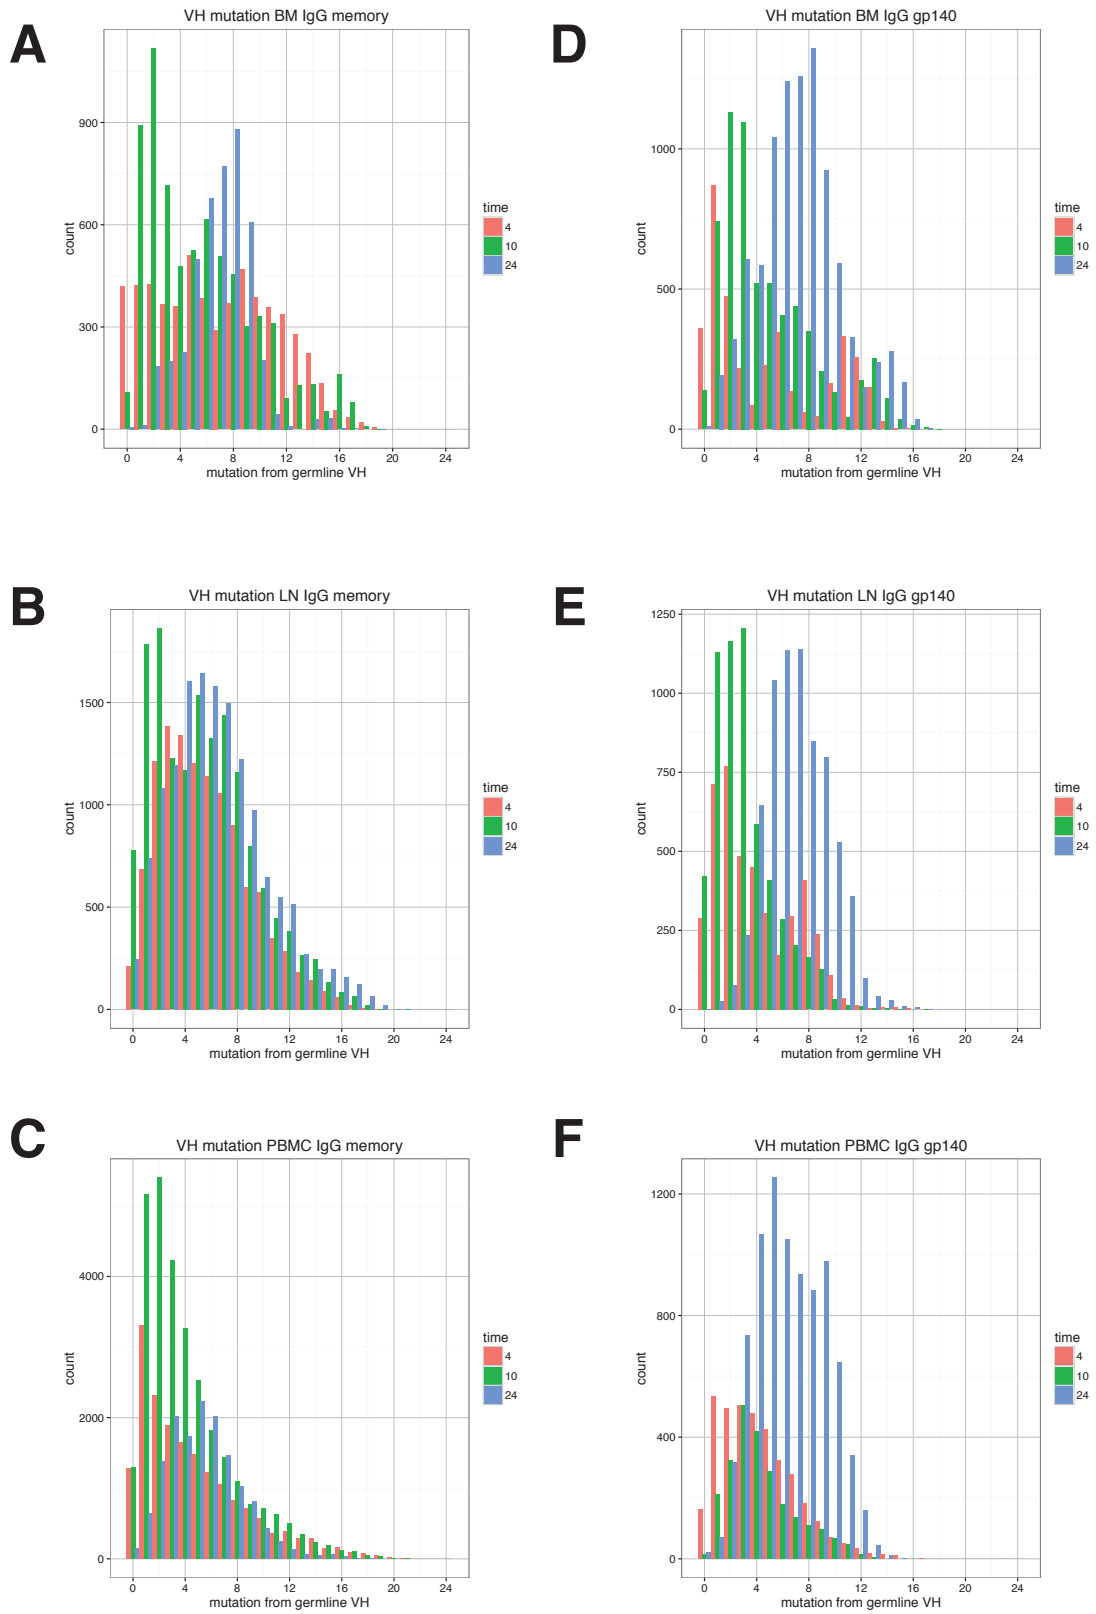 A
VH mutation BM IgG memory
900
600
300
0
count
0 4 8 12 16 20 24
mutation from germline VH
time
4
10
24
D
VH mutation BM IgG gp140
1000
500
0
count
0 4 8 12 16 20 24
mutation from germline VH
time
4
10
24
B
VH mutation LN IgG memory
1500
1000
500
0
count
0 4 8 12 16 20 24
mutation from germline VH
time
4
10
24
E
VH mutation LN IgG gp140
1250
1000
750
500
250
0
count
0 4 8 12 16 20 24
mutation from germline VH
time
4
10
24
C
VH mutation PBMC IgG memory
4000
2000
0
count
0 4 8 12 16 20 24
mutation from germline VH
time
4
10
24
F
VH mutation PBMC IgG gp140
1200
800
400
0
count
0 4 8 12 16 20 24
mutation from germline VH
time
4
10
24